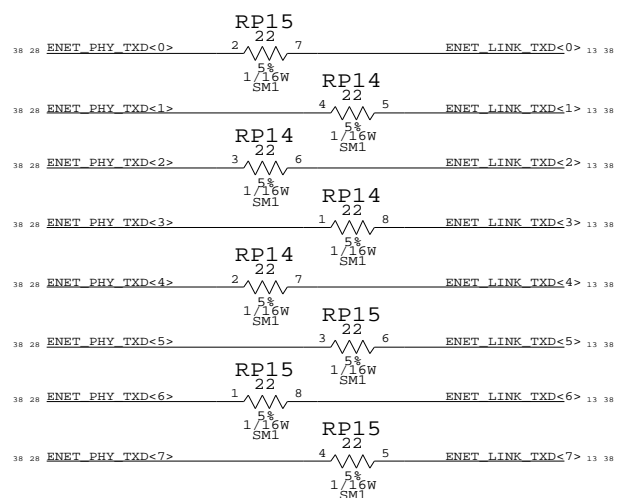 RP15
22
38 28 ENET_PHY_TXD<0> 2 7 ENET_LINK_TXD<0> 13 38
5%
1/16W
SM1
RP14
22
38 28 ENET_PHY_TXD<1> 4 5 ENET_LINK_TXD<1> 13 38
5%
1/16W
SM1
RP14
22
38 28 ENET_PHY_TXD<2> 3 6 ENET_LINK_TXD<2> 13 38
5%
1/16W
SM1
RP14
22
38 28 ENET_PHY_TXD<3> 1 8 ENET_LINK_TXD<3> 13 38
5%
1/16W
SM1
RP14
22
38 28 ENET_PHY_TXD<4> 2 7 ENET_LINK_TXD<4> 13 38
5%
1/16W
SM1
RP15
22
38 28 ENET_PHY_TXD<5> 3 6 ENET_LINK_TXD<5> 13 38
5%
1/16W
SM1
RP15
22
38 28 ENET_PHY_TXD<6> 1 8 ENET_LINK_TXD<6> 13 38
5%
1/16W
SM1
RP15
22
38 28 ENET_PHY_TXD<7> 4 5 ENET_LINK_TXD<7> 13 38
5%
1/16W
SM1